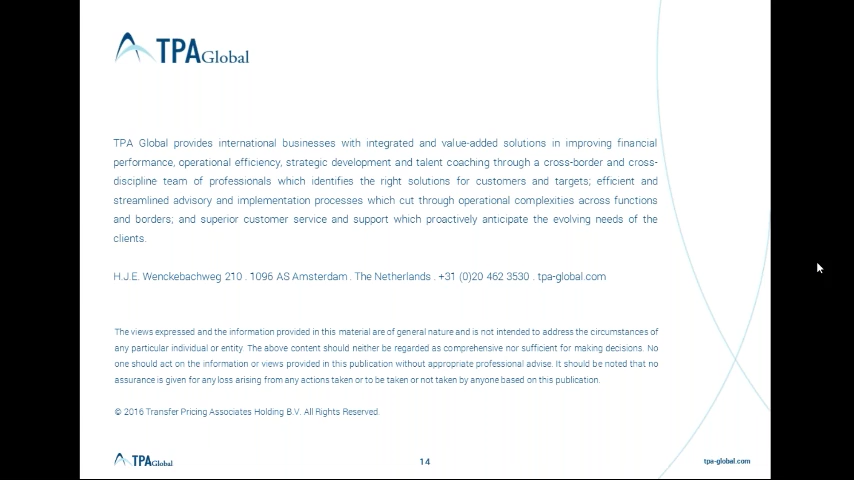 TPAGlobal
TPA Global provides international businesses with integrated and value-added solutions in improving financial
performance, operational efficiency, strategic development and talent coaching through a cross-border and cross-
discipline team of professionals which identifies the right solutions for customers and targets; efficient and
streamlined advisory and implementation processes which cut through operational complexities across functions
and borders; and superior customer service and support which proactively anticipate the evolving needs of the
clients.
H.J.E. Wenckebachweg 210 . 1096 AS Amsterdam . The Netherlands . +31 (0)20 462 3530 . tpa-global.com
The views expressed and the information provided in this material are of general nature and is not intended to address the circumstances of
any particular individual or entity. The above content should neither be regarded as comprehensive nor sufficient for making decisions. No
one should act on the information or views provided in this publication without appropriate professional advise. It should be noted that no
assurance is given for any loss arising from any actions taken or to be taken or not taken by anyone based on this publication.
© 2016 Transfer Pricing Associates Holding B.V. All Rights Reserved.
TPAGlobal
14
tpa-global.com